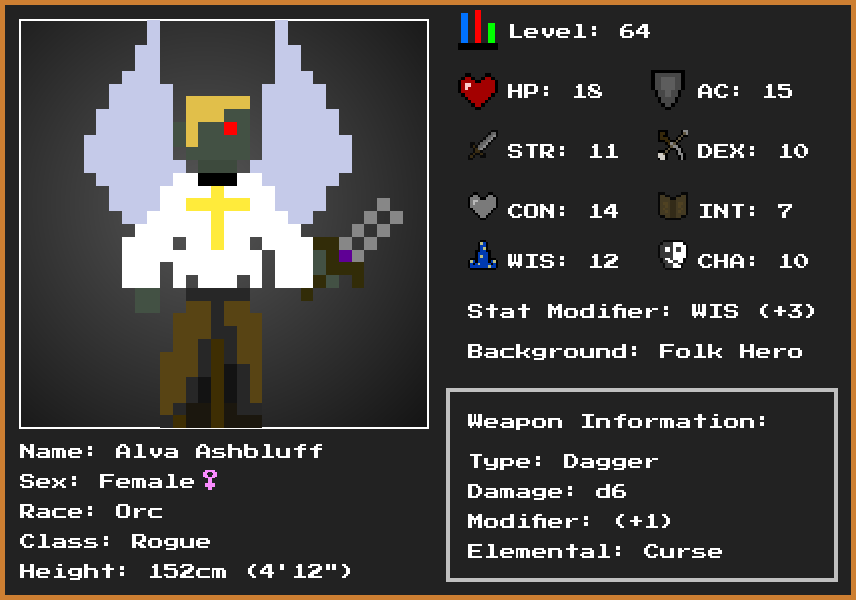 Level: 64
HP: 18
AC: 15
STR: 11
DEX: 10
CON: 14
INT: 7
WIS: 12
CHA: 10
Stat Modifier: WIS (+3)
Background: Folk Hero
Weapon Information:
Type: Dagger
Damage: d6
Modifier: (+1)
Elemental: Curse
Name: Alva Ashbluff
Sex: Female♀
Race: Orc
Class: Rogue
Height: 152cm (4'12")